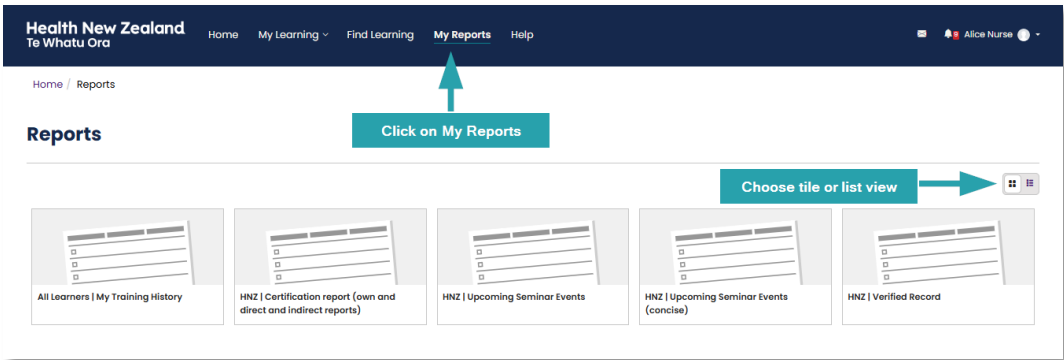 Health New Zealand
Te Whatu Ora
Home My Learning Find Learning My Reports Help
9 Alice Nurse
Home / Reports
Click on My Reports
Reports
Choose tile or list view
All Learners | My Training History
HNZ | Certification report (own and
direct and indirect reports)
HNZ | Upcoming Seminar Events
HNZ | Upcoming Seminar Events
(concise)
HNZ | Verified Record